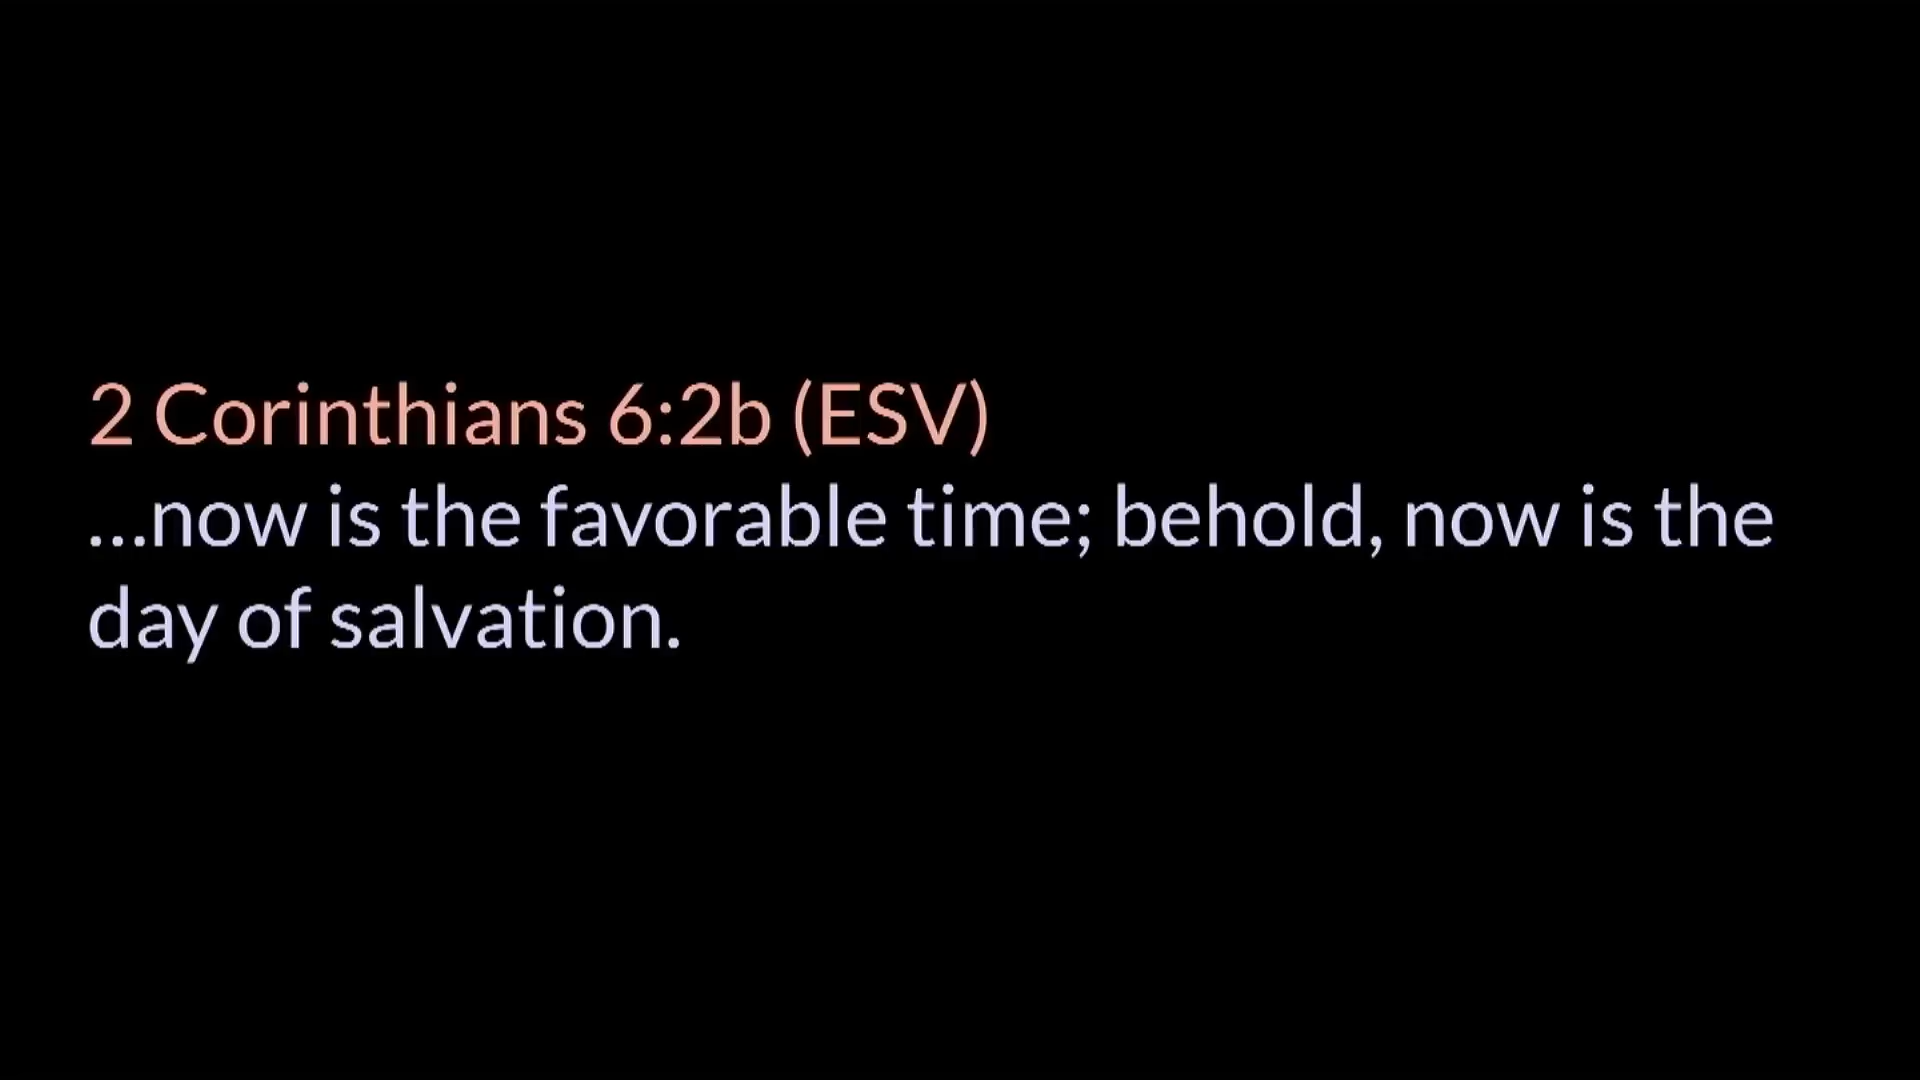 2 Corinthians 6:2b (ESV)
...now is the favorable time; behold, now is the
day of salvation.